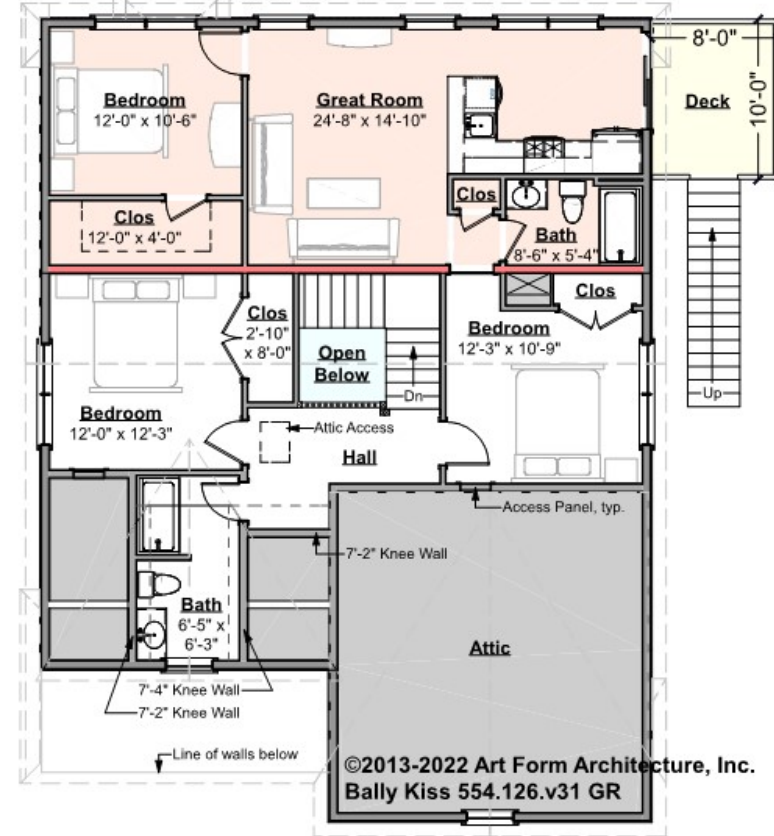 8'-0"
Bedroom
12'-0" x 10'-6"
Great Room
24'-8" x 14'-10"
Deck
10'-0"
Clos
Clos
12'-0" x 4'-0"
Bath
8'-6" x 5'-4"
Clos
Clos
2'-10"
x 8'-0"
Bedroom
12'-3" x 10'-9"
Open
Below
Dn
Up
Bedroom
12'-0" x 12'-3"
Attic Access
Hall
Access Panel, typ.
7'-2" Knee Wall
Bath
6'-5" x
6'-3"
Attic
7'-4" Knee Wall
7'-2" Knee Wall
Line of walls below
©2013-2022 Art Form Architecture, Inc.
Bally Kiss 554.126.v31 GR